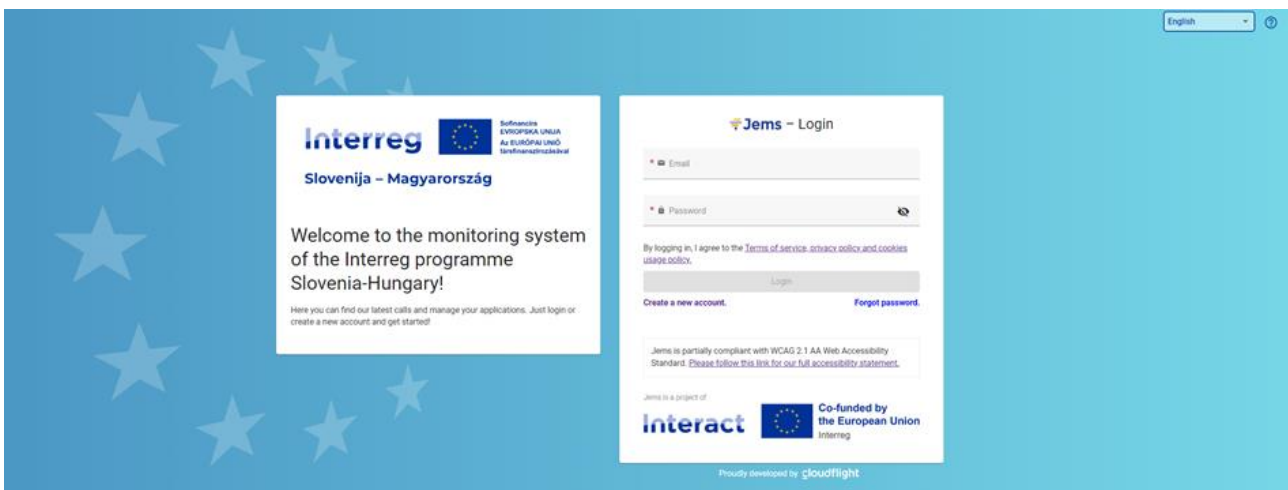 English
Interreg
Sofinancira
EVROPSKA UNIJA
Az EURÓPAI UNIÓ
társfinanszírozásával
Slovenija – Magyarország
Welcome to the monitoring system
of the Interreg programme
Slovenia-Hungary!
Here you can find our latest calls and manage your applications. Just login or
create a new account and get started!
Jems – Login
* Email
* Password
By logging in, I agree to the Terms of service, privacy policy and cookies
usage policy.
Login
Create a new account.
Forgot password.
Jems is partially compliant with WCAG 2.1 AA Web Accessibility
Standard. Please follow this link for our full accessibility statement.
Jems is a project of
Interact
Co-funded by
the European Union
Interreg
Proudly developed by cloudflight